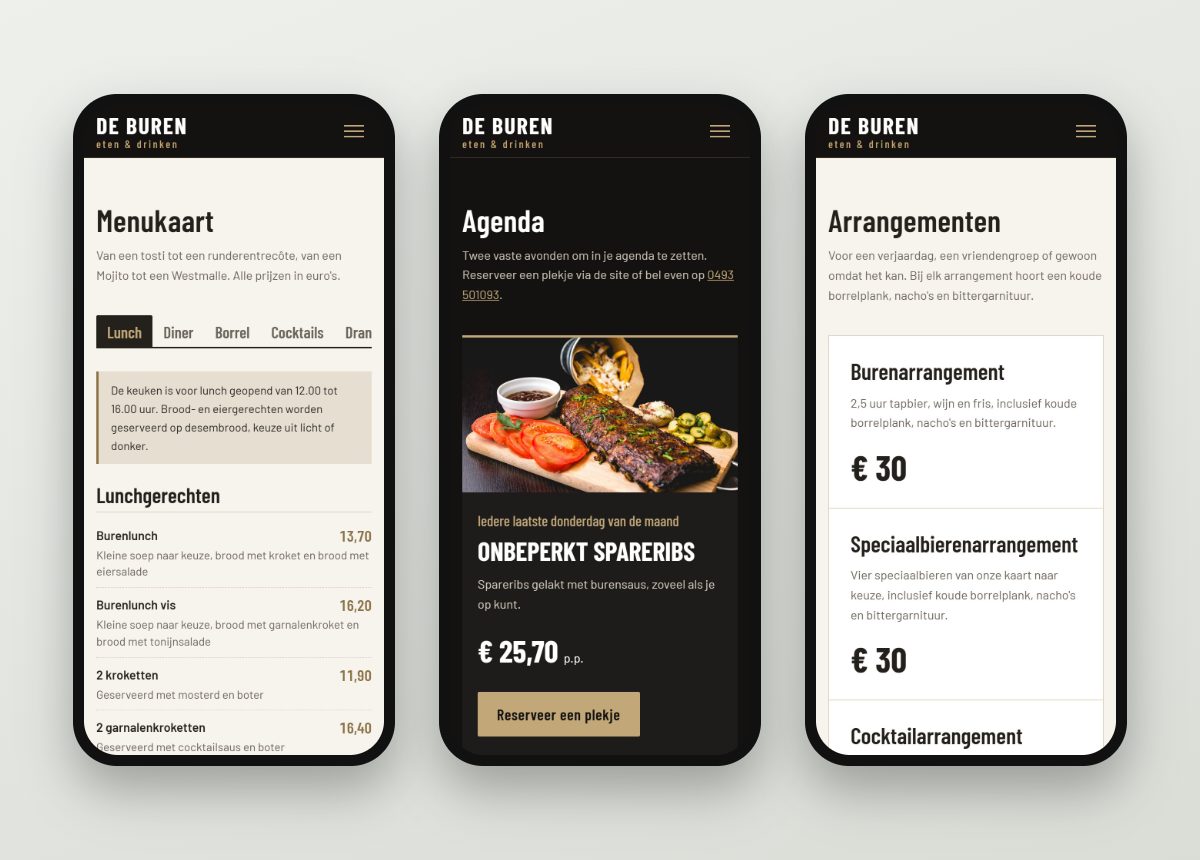 DE BUREN
eten & drinken
Menukaart
Van een tosti tot een runderentrecôte, van een
Mojito tot een Westmalle. Alle prijzen in euro's.
Lunch Diner Borrel Cocktails Dran
De keuken is voor lunch geopend van 12.00 tot
16.00 uur. Brood- en eiergerechten worden
geserveerd op desembrood, keuze uit licht of
donker.
Lunchgerechten
Burenlunch 13,70
Kleine soep naar keuze, brood met kroket en brood met
eiersalade
Burenlunch vis 16,20
Kleine soep naar keuze, brood met garnalenkroket en
brood met tonijnsalade
2 kroketten 11,90
Geserveerd met mosterd en boter
2 garnalenkroketten 16,40
Geserveerd met cocktailsaus en boter
DE BUREN
eten & drinken
Agenda
Twee vaste avonden om in je agenda te zetten.
Reserveer een plekje via de site of bel even op 0493
501093.
Iedere laatste donderdag van de maand
ONBEPERKT SPARERIBS
Spareribs gelakt met burensaus, zoveel als je
op kunt.
€ 25,70 p.p.
Reserveer een plekje
DE BUREN
eten & drinken
Arrangementen
Voor een verjaardag, een vriendengroep of gewoon
omdat het kan. Bij elk arrangement hoort een koude
borrelplank, nacho's en bittergarnituur.
Burenarrangement
2,5 uur tapbier, wijn en fris, inclusief koude
borrelplank, nacho's en bittergarnituur.
€ 30
Speciaalbierenarrangement
Vier speciaalbieren van onze kaart naar
keuze, inclusief koude borrelplank, nacho's
en bittergarnituur.
€ 30
Cocktailarrangement